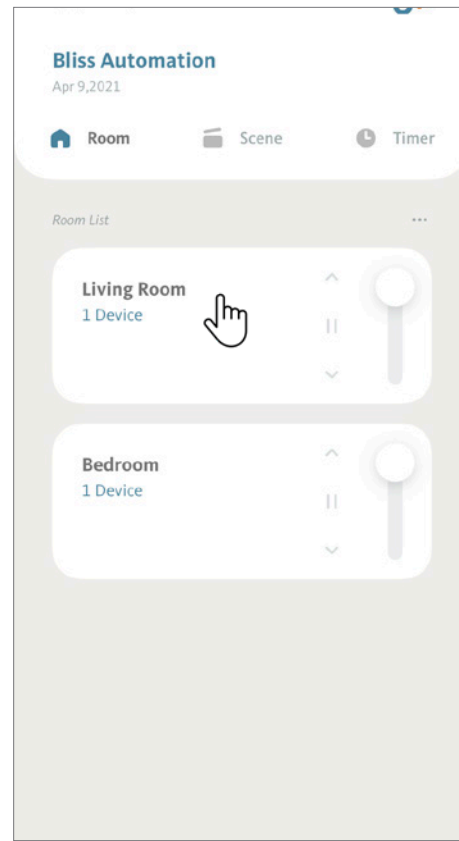 Bliss Automation
Apr 9,2021
Room Scene Timer
Room List
Living Room
1 Device
Bedroom
1 Device